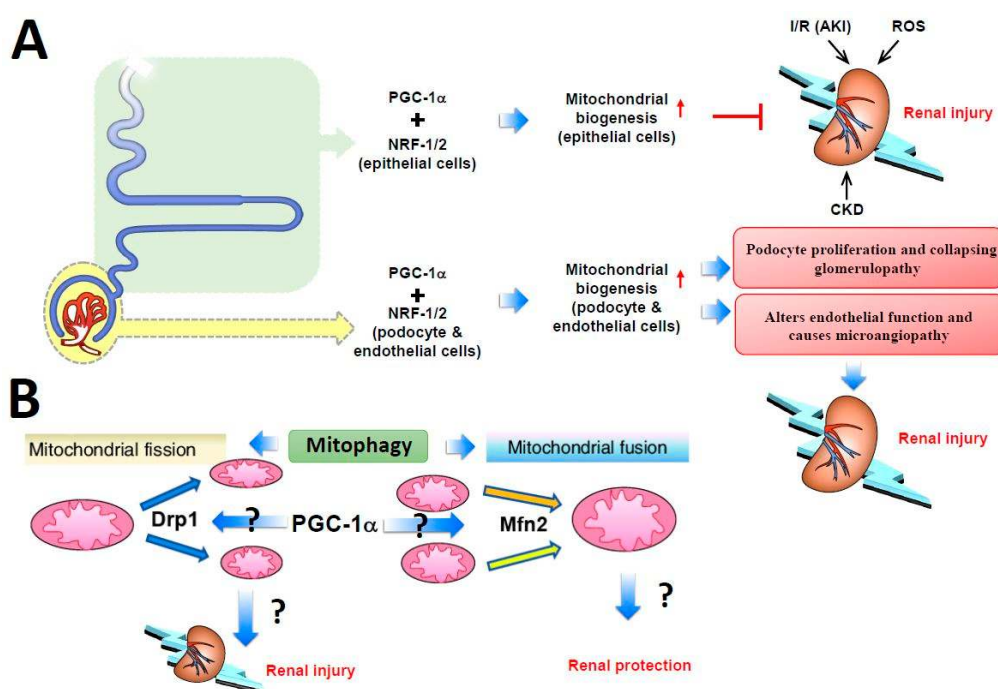 A
I/R (AKI)
ROS
PGC-1α
+
NRF-1/2
(epithelial cells)
Mitochondrial
biogenesis
(epithelial cells)
Renal injury
CKD
PGC-1α
+
NRF-1/2
(podocyte &
endothelial cells)
Mitochondrial
biogenesis
(podocyte &
endothelial cells)
Podocyte proliferation and collapsing
glomerulopathy
Alters endothelial function and
causes microangiopathy
Renal injury
B
Mitochondrial fission
Mitophagy
Mitochondrial fusion
Drp1
?
PGC-1α
?
Mfn2
?
Renal injury
?
Renal protection